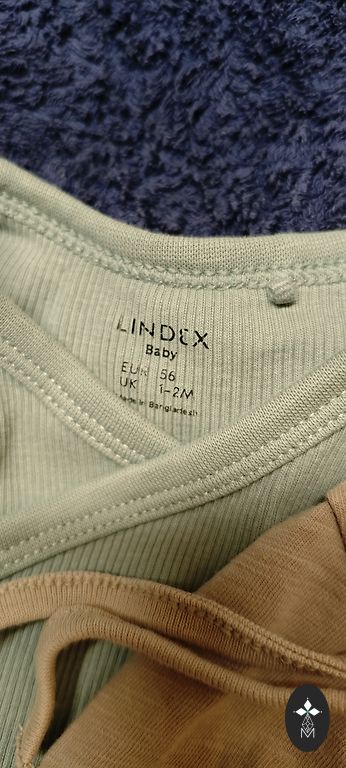 LINDEX
Baby
EUR 56
UK 1-2M
Made in Bangladesh
M